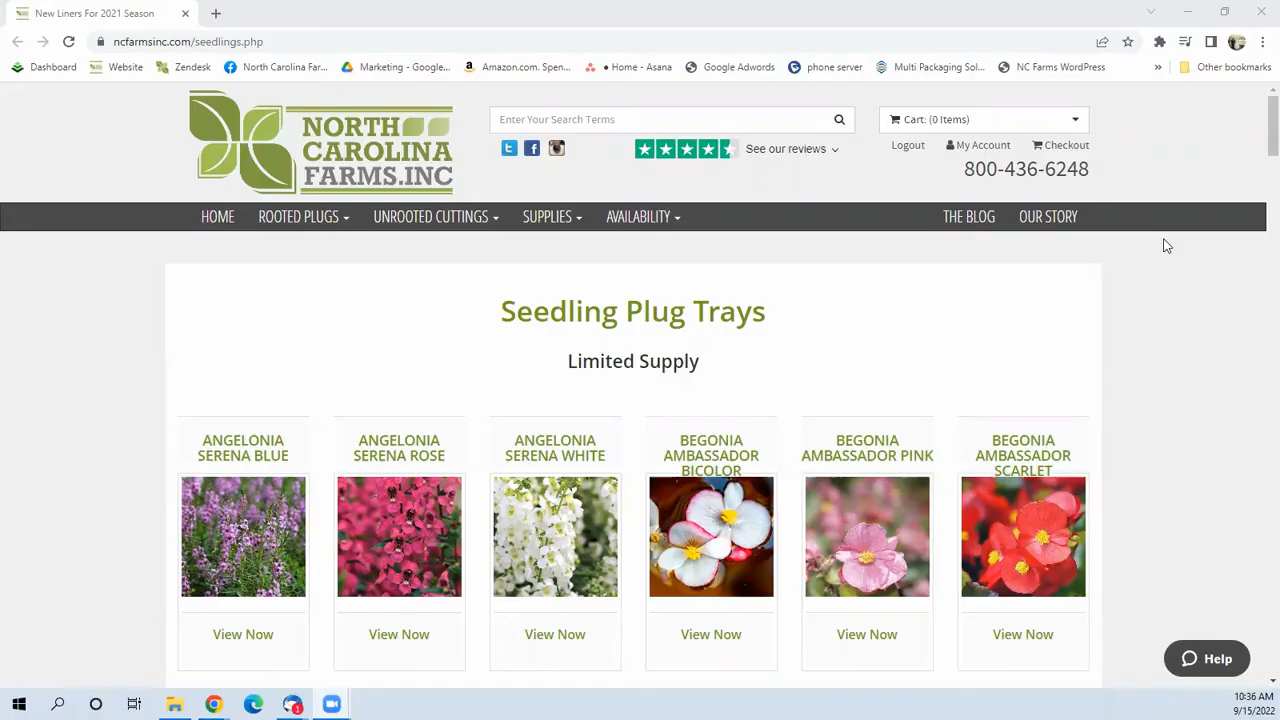 New Liners For 2021 Season
ncfarmsinc.com/seedlings.php
Dashboard Website Zendesk North Carolina Far... Marketing - Google... Amazon.com. Spen... • Home - Asana Google Adwords phone server Multi Packaging Sol... NC Farms WordPress » Other bookmarks
NORTH
CAROLINA
FARMS.INC
Enter Your Search Terms
Cart: (0 Items)
See our reviews
Logout My Account Checkout
800-436-6248
HOME ROOTED PLUGS UNROOTED CUTTINGS SUPPLIES AVAILABILITY THE BLOG OUR STORY
Seedling Plug Trays
Limited Supply
ANGELONIA
SERENA BLUE
ANGELONIA
SERENA ROSE
ANGELONIA
SERENA WHITE
BEGONIA
AMBASSADOR
BICOLOR
BEGONIA
AMBASSADOR PINK
BEGONIA
AMBASSADOR
SCARLET
View Now View Now View Now View Now View Now View Now
Help
1
10:36 AM
9/15/2022